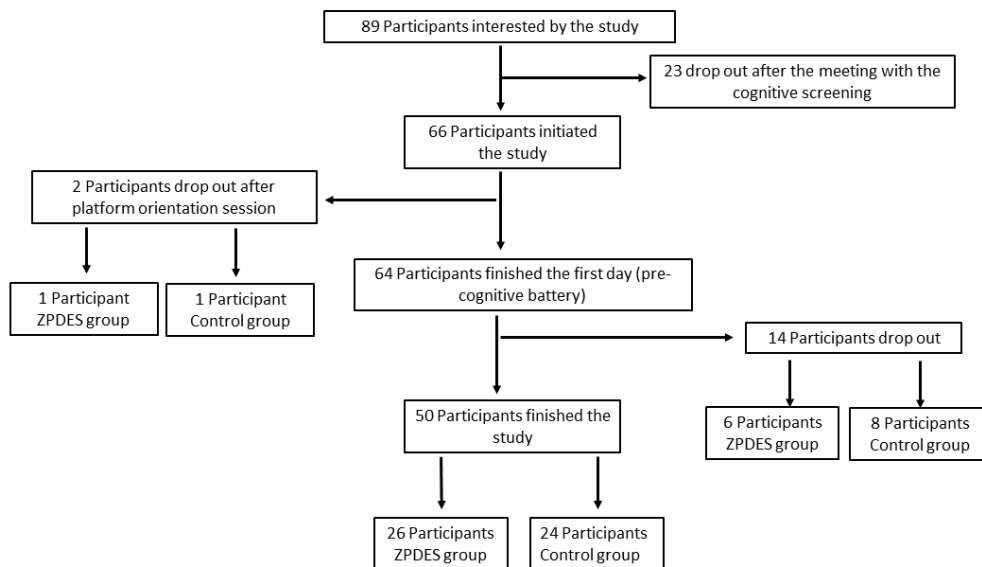 89 Participants interested by the study
23 drop out after the meeting with the
cognitive screening
66 Participants initiated
the study
2 Participants drop out after
platform orientation session
64 Participants finished the first day (pre-
cognitive battery)
1 Participant
ZPDES group
1 Participant
Control group
14 Participants drop out
50 Participants finished the
study
6 Participants
ZPDES group
8 Participants
Control group
26 Participants
ZPDES group
24 Participants
Control group